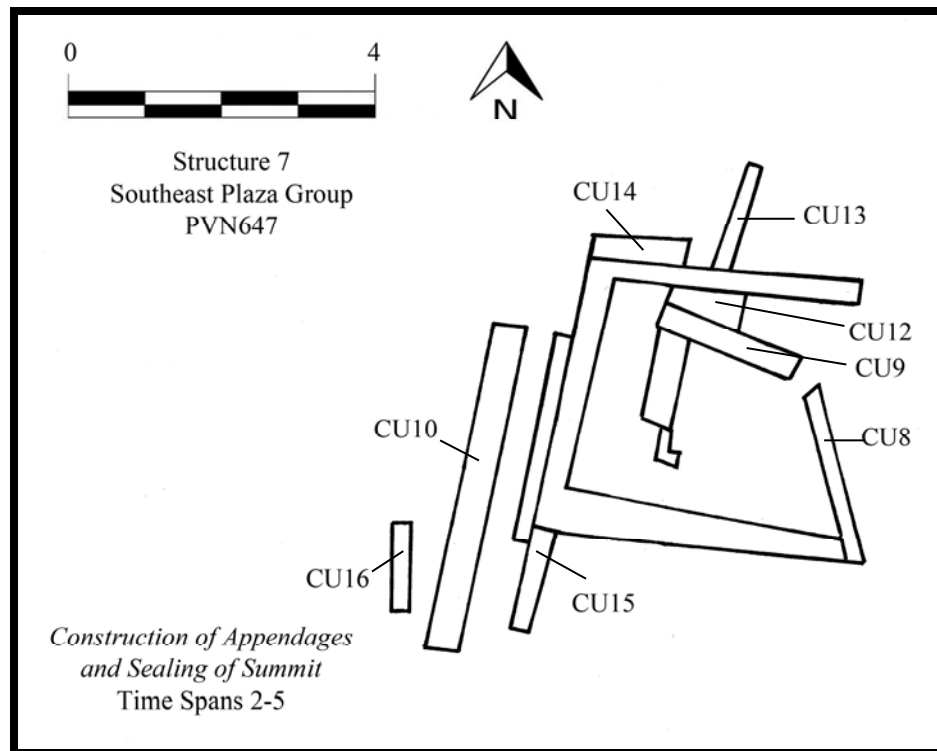 0 4
N
Structure 7
Southeast Plaza Group
PVN647
CU14
CU13
CU12
CU9
CU10
CU8
CU16
CU15
Construction of Appendages
and Sealing of Summit
Time Spans 2-5